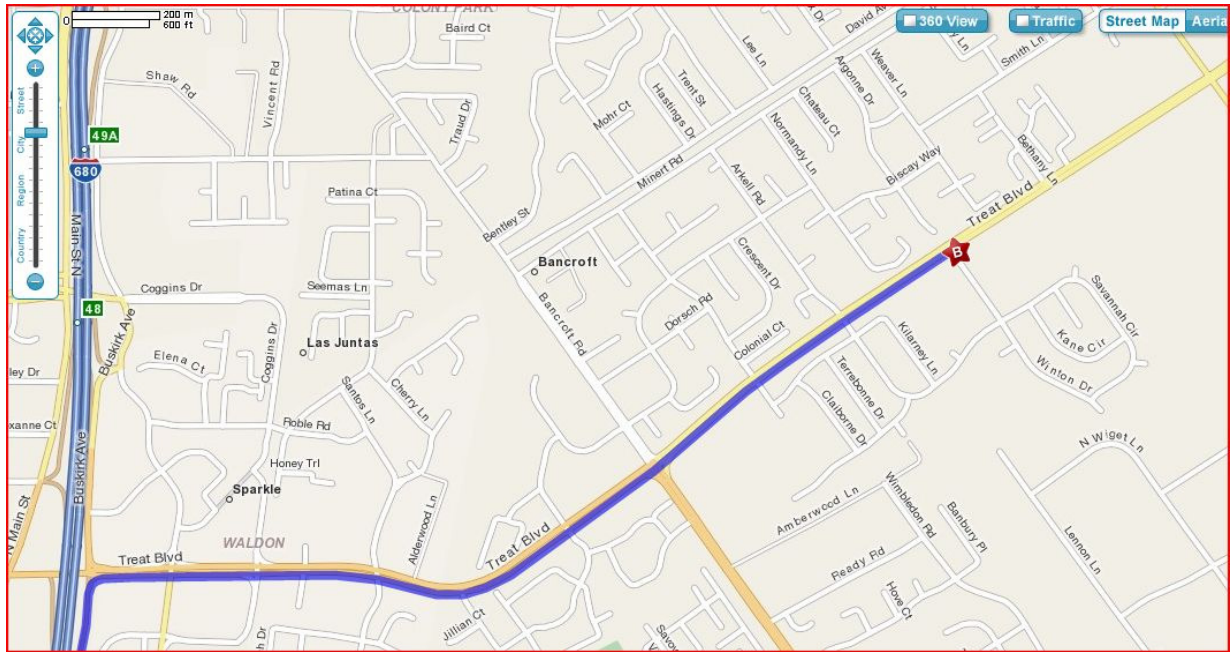 0
200 m
600 ft
COLONY PARK
360 View
Traffic
Street Map
Aeria
Street
City
Region
Country
Baird Ct
Shaw Rd
Vincent Rd
Traud Dr
Mohr Ct
Hastings Dr
Trent St
Lee Ln
David Av
Argonne Dr
Weaver Ln
Smith Ln
Chateau Ct
Normandy Ln
Bethany Ln
Biscay Way
49A
680
Main St N
Patina Ct
Minert Rd
Arkell Rd
Bentley St
Treat Blvd
B
Bancroft
Crescent Dr
Coggins Dr
Seemas Ln
Bancroft Rd
Dorsch Rd
Colonial Ct
Savannah Cir
Kane Cir
Winton Dr
48
Buskirk Ave
Las Juntas
Coggins Dr
Elena Ct
ley Dr
Kilarney Ln
Terrebonne Dr
Claiborne Dr
Santos Ln
Cherry Ln
xanne Ct
Roble Rd
Honey Trl
N Wiget Ln
Buskirk Ave
Sparkle
Amberwood Ln
Wimbledon Rd
Banbury Pl
N Main St
WALDON
Alderwood Ln
Treat Blvd
Treat Blvd
Ready Rd
Lennon Ln
Hove Ct
Jillian Ct